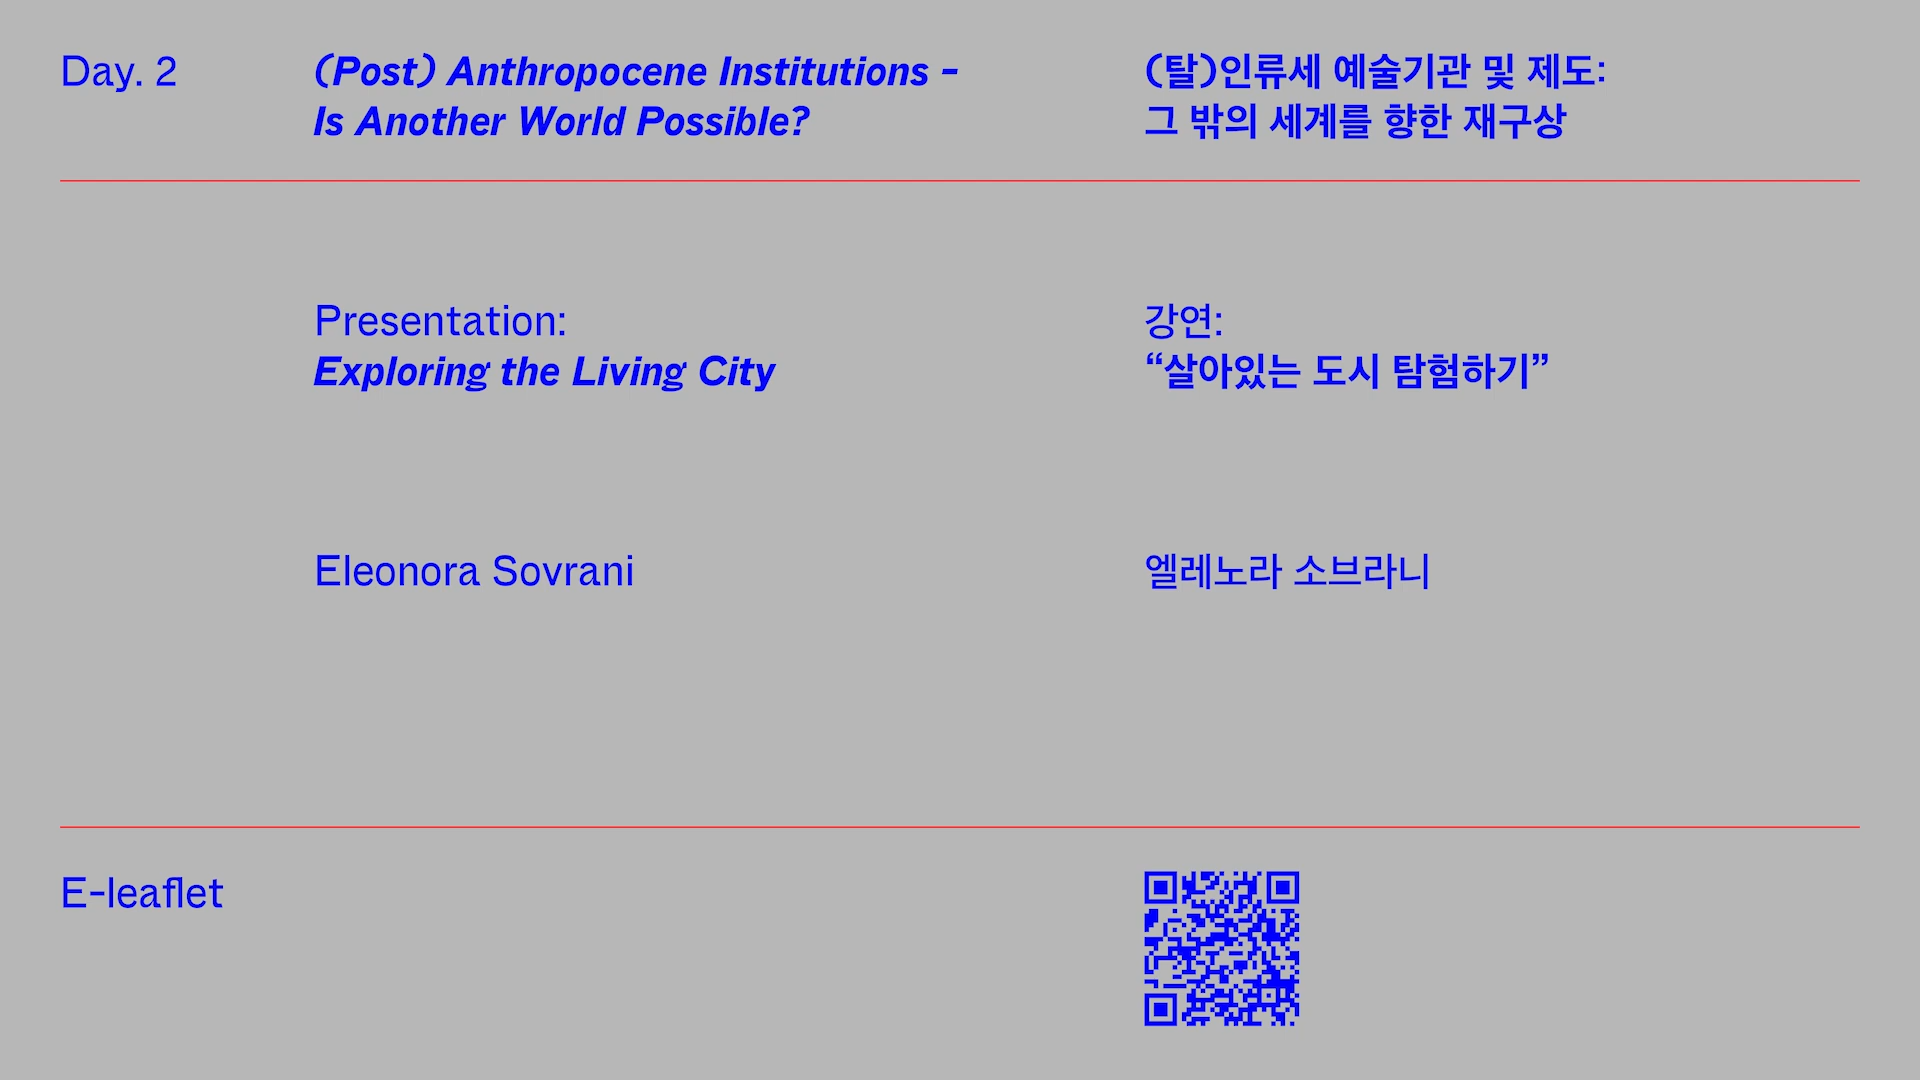 Day. 2
(Post) Anthropocene Institutions -
Is Another World Possible?
(탈)인류세 예술기관 및 제도:
그 밖의 세계를 향한 재구상
Presentation:
Exploring the Living City
강연:
“살아있는 도시 탐험하기”
Eleonora Sovrani
엘레노라 소브라니
E-leaflet